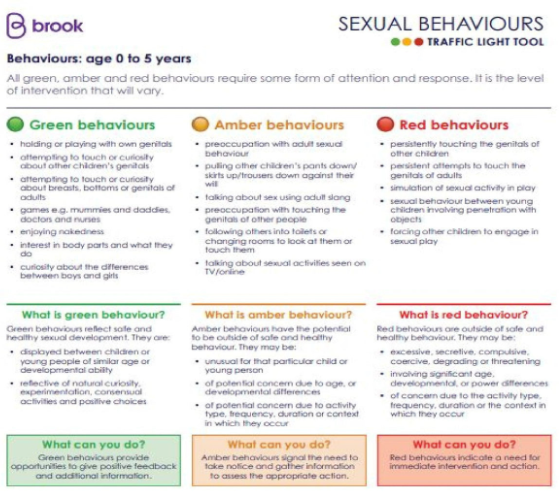 brook
SEXUAL BEHAVIOURS
TRAFFIC LIGHT TOOL
Behaviours: age 0 to 5 years
All green, amber and red behaviours require some form of attention and response. It is the level
of intervention that will vary.
Green behaviours
• holding or playing with own genitals
• attempting to touch or curiosity
about other children's genitals
• attempting to touch or curiosity
about breasts, bottoms or genitals of
adults
• games e.g. mummies and daddies,
doctors and nurses
• enjoying nakedness
• interest in body parts and what they
do
• curiosity about the differences
between boys and girls
Amber behaviours
• preoccupation with adult sexual
behaviour
• pulling other children's pants down/
skirts up/trousers down against their
will
• talking about sex using adult slang
• preoccupation with touching the
genitals of other people
• following others into toilets or
changing rooms to look at them or
touch them
• talking about sexual activities seen on
TV/online
Red behaviours
• persistently touching the genitals of
other children
• persistent attempts to touch the
genitals of adults
• simulation of sexual activity in play
• sexual behaviour between young
children involving penetration with
objects
• forcing other children to engage in
sexual play
What is green behaviour?
Green behaviours reflect safe and
healthy sexual development. They are:
• displayed between children or
young people of similar age or
developmental ability
• reflective of natural curiosity,
experimentation, consensual
activities and positive choices
What is amber behaviour?
Amber behaviours have the potential
to be outside of safe and healthy
behaviour. They may be:
• unusual for that particular child or
young person
• of potential concern due to age, or
developmental differences
• of potential concern due to activity
type, frequency, duration or context
in which they occur
What is red behaviour?
Red behaviours are outside of safe and
healthy behaviour. They may be:
• excessive, secretive, compulsive,
coercive, degrading or threatening
• involving significant age,
developmental, or power differences
• of concern due to the activity type,
frequency, duration or the context in
which they occur
What can you do?
Green behaviours provide
opportunities to give positive feedback
and additional information.
What can you do?
Amber behaviours signal the need to
take notice and gather information
to assess the appropriate action.
What can you do?
Red behaviours indicate a need for
immediate intervention and action.